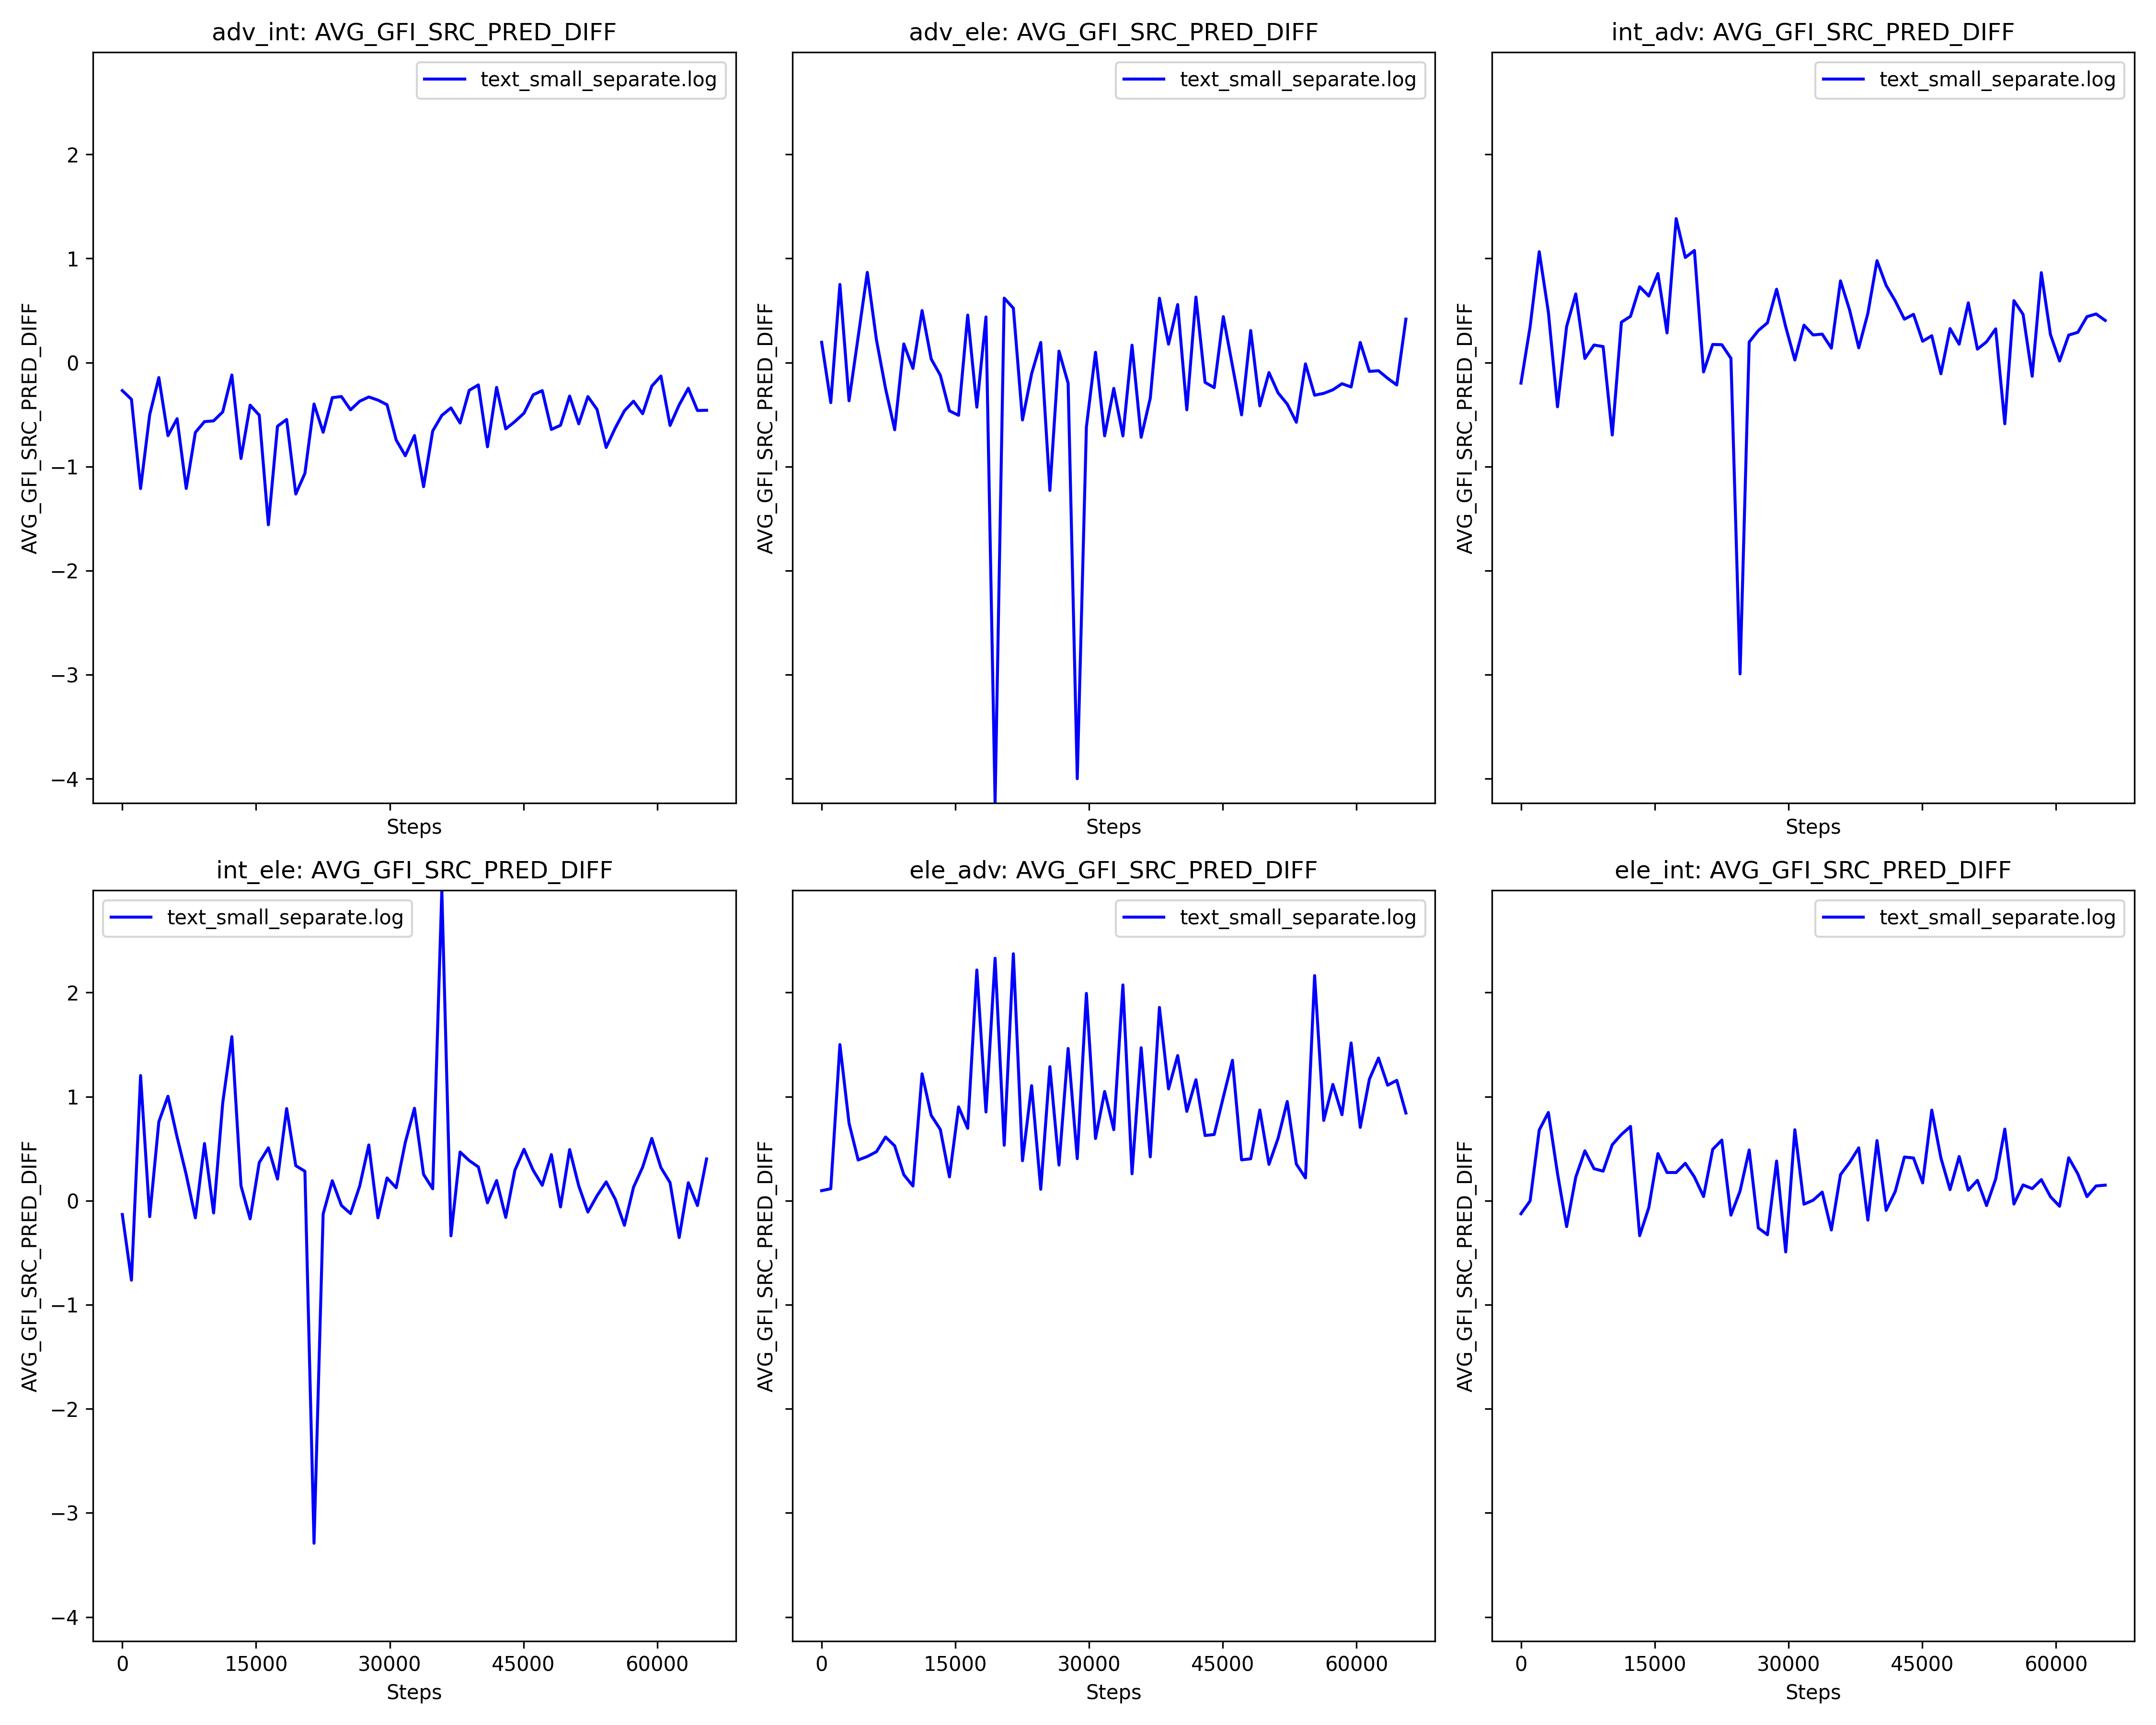 adv_int: AVG_GFI_SRC_PRED_DIFF
adv_ele: AVG_GFI_SRC_PRED_DIFF
int_adv: AVG_GFI_SRC_PRED_DIFF
text_small_separate.log
text_small_separate.log
text_small_separate.log
AVG_GFI_SRC_PRED_DIFF
2
1
0
−1
−2
−3
−4
AVG_GFI_SRC_PRED_DIFF
AVG_GFI_SRC_PRED_DIFF
Steps
Steps
Steps
int_ele: AVG_GFI_SRC_PRED_DIFF
ele_adv: AVG_GFI_SRC_PRED_DIFF
ele_int: AVG_GFI_SRC_PRED_DIFF
text_small_separate.log
text_small_separate.log
text_small_separate.log
AVG_GFI_SRC_PRED_DIFF
2
1
0
−1
−2
−3
−4
AVG_GFI_SRC_PRED_DIFF
AVG_GFI_SRC_PRED_DIFF
0 15000 30000 45000 60000
0 15000 30000 45000 60000
0 15000 30000 45000 60000
Steps
Steps
Steps